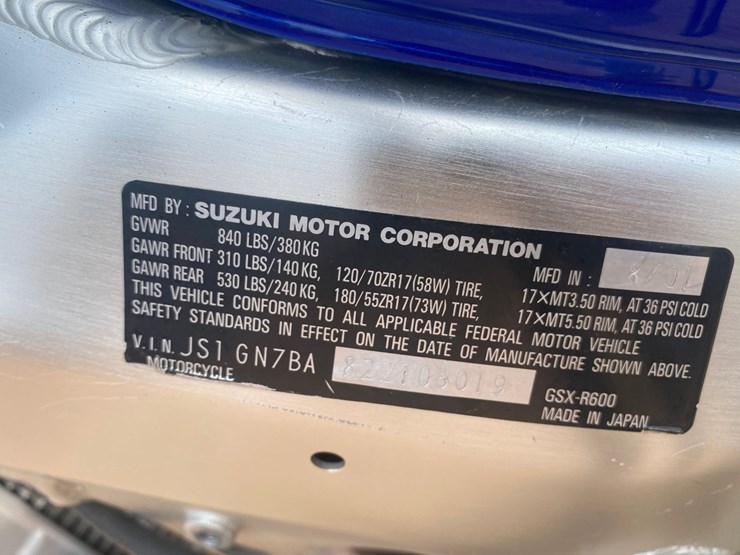 MFD BY : SUZUKI MOTOR CORPORATION
GVWR 840 LBS/380 KG MFD IN :
GAWR FRONT 310 LBS/140 KG, 120/70ZR17(58W) TIRE, 17×MT3.50 RIM, AT 36 PSI COLD
GAWR REAR 530 LBS/240 KG, 180/55ZR17(73W) TIRE, 17×MT5.50 RIM, AT 36 PSI COLD
THIS VEHICLE CONFORMS TO ALL APPLICABLE FEDERAL MOTOR VEHICLE
SAFETY STANDARDS IN EFFECT ON THE DATE OF MANUFACTURE SHOWN ABOVE.
V.I.N. JS1 GN7BA
MOTORCYCLE
GSX-R600
MADE IN JAPAN